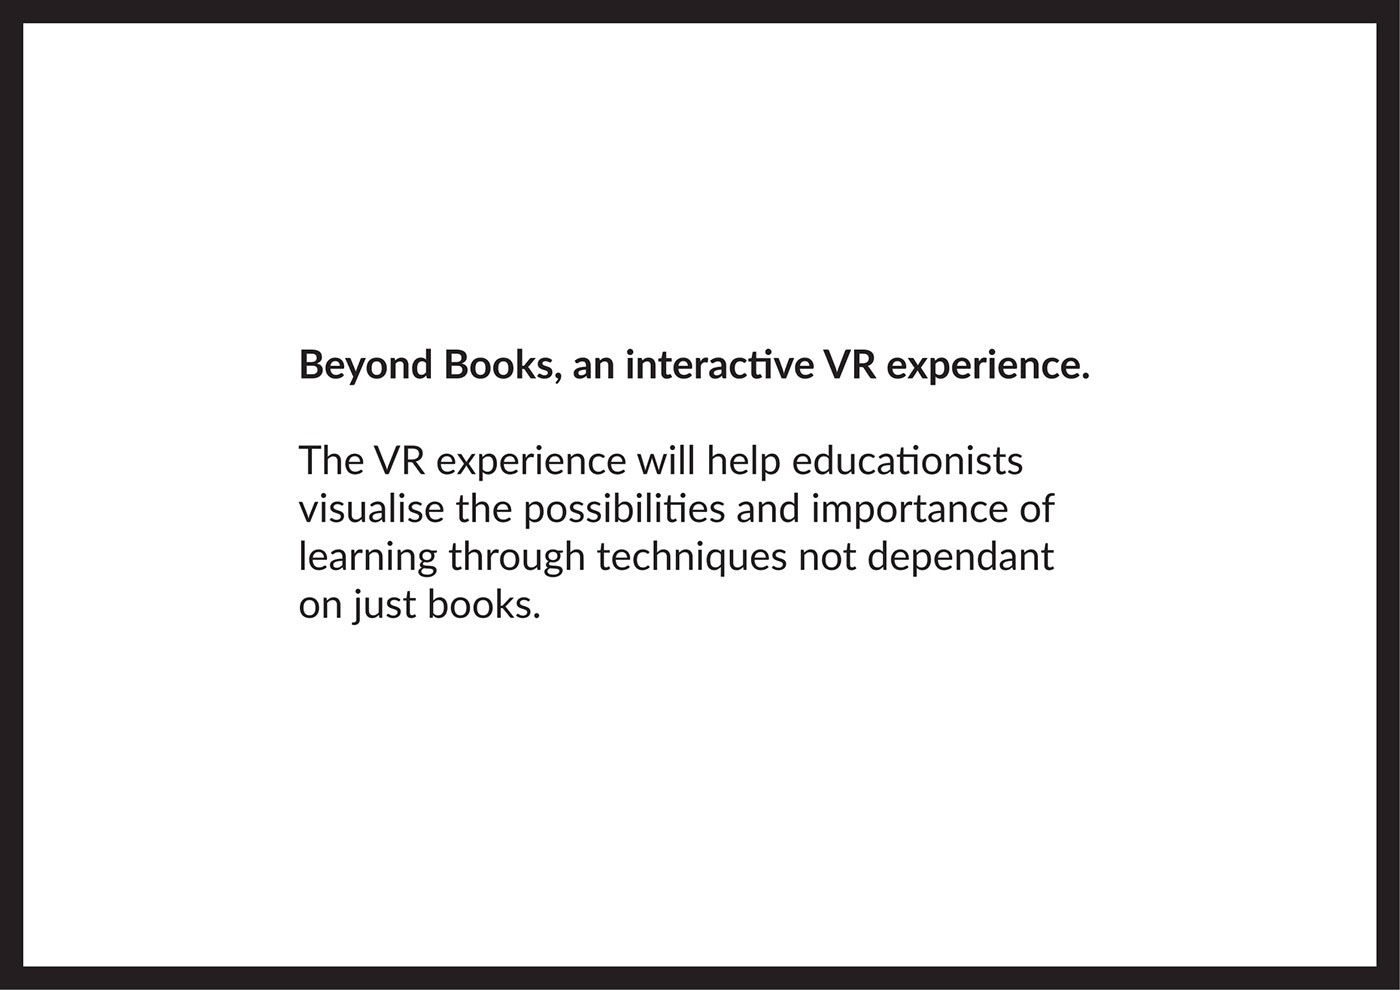 Beyond Books, an interactive VR experience.
The VR experience will help educationists
visualise the possibilities and importance of
learning through techniques not dependant
on just books.